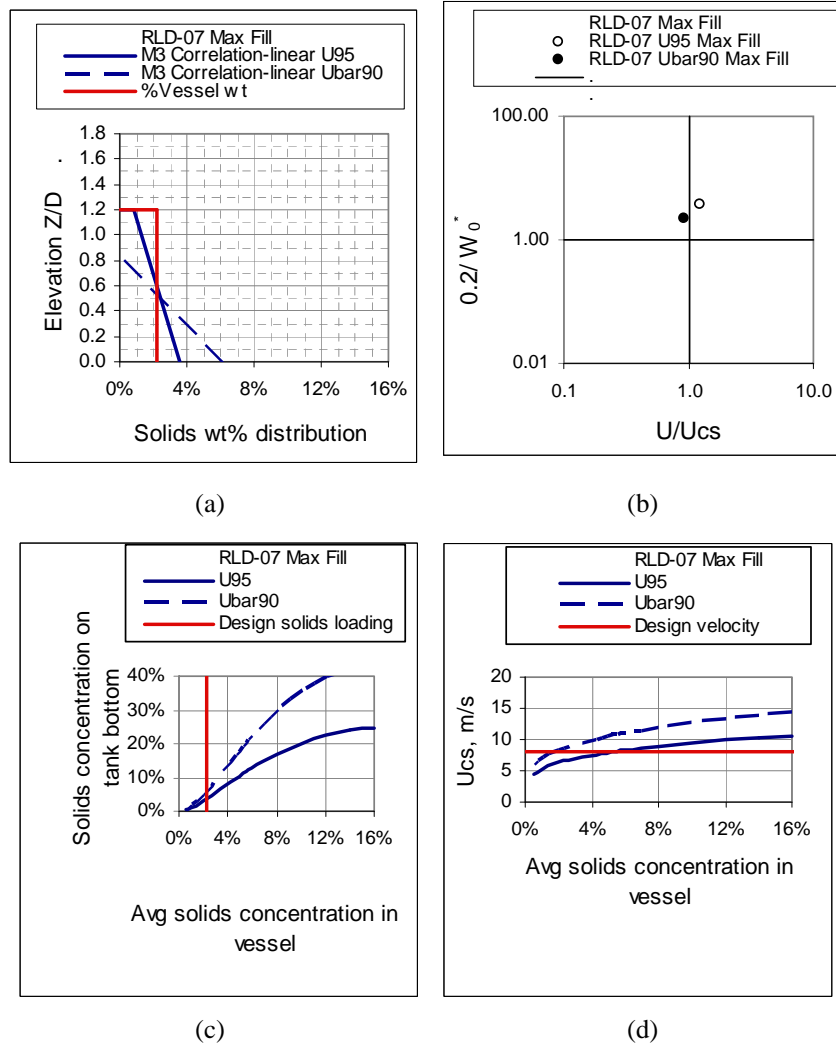 RLD-07 Max Fill
M3 Correlation-linear U95
M3 Correlation-linear Ubar90
%Vessel wt
Elevation Z/D
1.8
1.6
1.4
1.2
1.0
0.8
0.6
0.4
0.2
0.0
0% 4% 8% 12% 16%
Solids wt% distribution
(a)
RLD-07 Max Fill
RLD-07 U95 Max Fill
RLD-07 Ubar90 Max Fill
.
.
0.2/ W0*
100.00
1.00
0.01
0.1 1.0 10.0
U/Ucs
(b)
RLD-07 Max Fill
U95
Ubar90
Design solids loading
Solids concentration on
tank bottom
40%
30%
20%
10%
0%
0% 4% 8% 12% 16%
Avg solids concentration in
vessel
(c)
RLD-07 Max Fill
U95
Ubar90
Design velocity
Ucs, m/s
20
15
10
5
0
0% 4% 8% 12% 16%
Avg solids concentration in
vessel
(d)